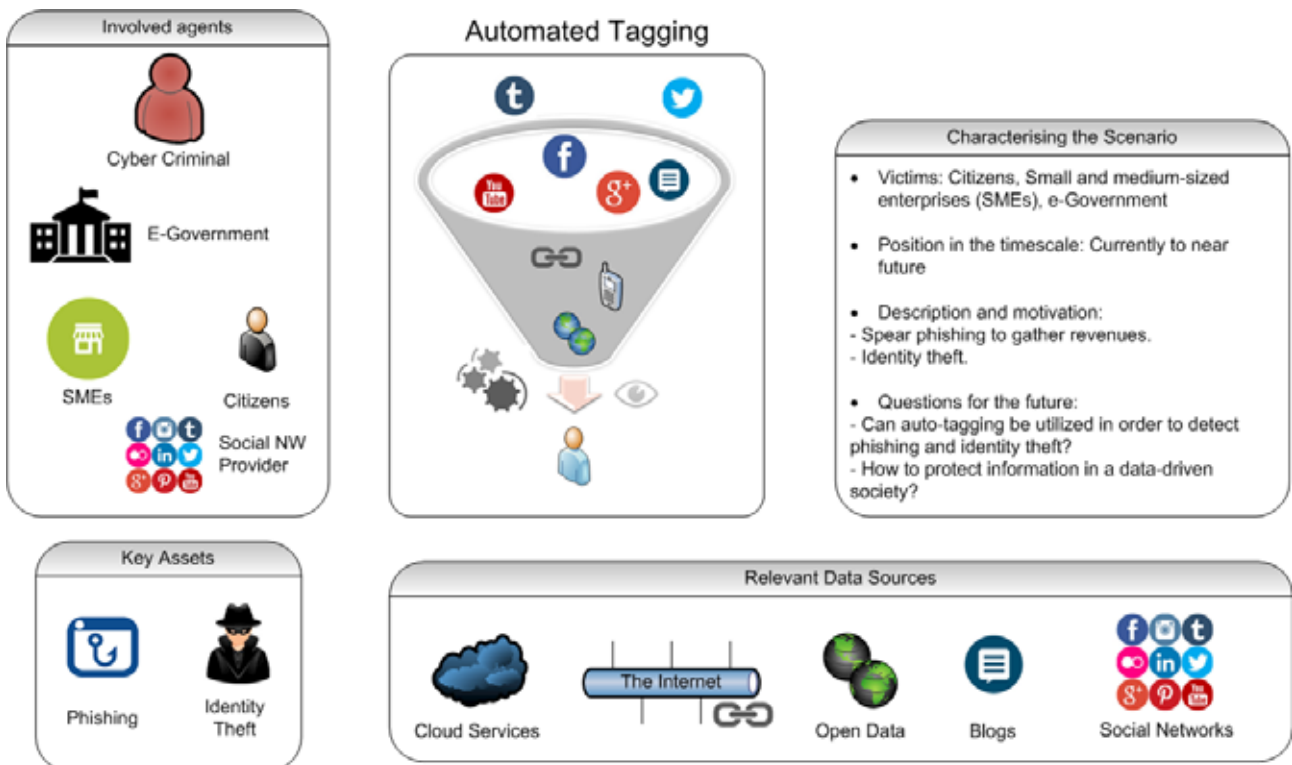 Involved agents
Cyber Criminal
E-Government
SMEs
Citizens
Social NW
Provider
Automated Tagging
t
f
You
Tube
g+
Characterising the Scenario
• Victims: Citizens, Small and medium-sized
enterprises (SMEs), e-Government
• Position in the timescale: Currently to near
future
• Description and motivation:
- Spear phishing to gather revenues.
- Identity theft.
• Questions for the future:
- Can auto-tagging be utilized in order to detect
phishing and identity theft?
- How to protect information in a data-driven
society?
Key Assets
Phishing
Identity
Theft
Relevant Data Sources
Cloud Services
The Internet
Open Data
Blogs
Social Networks